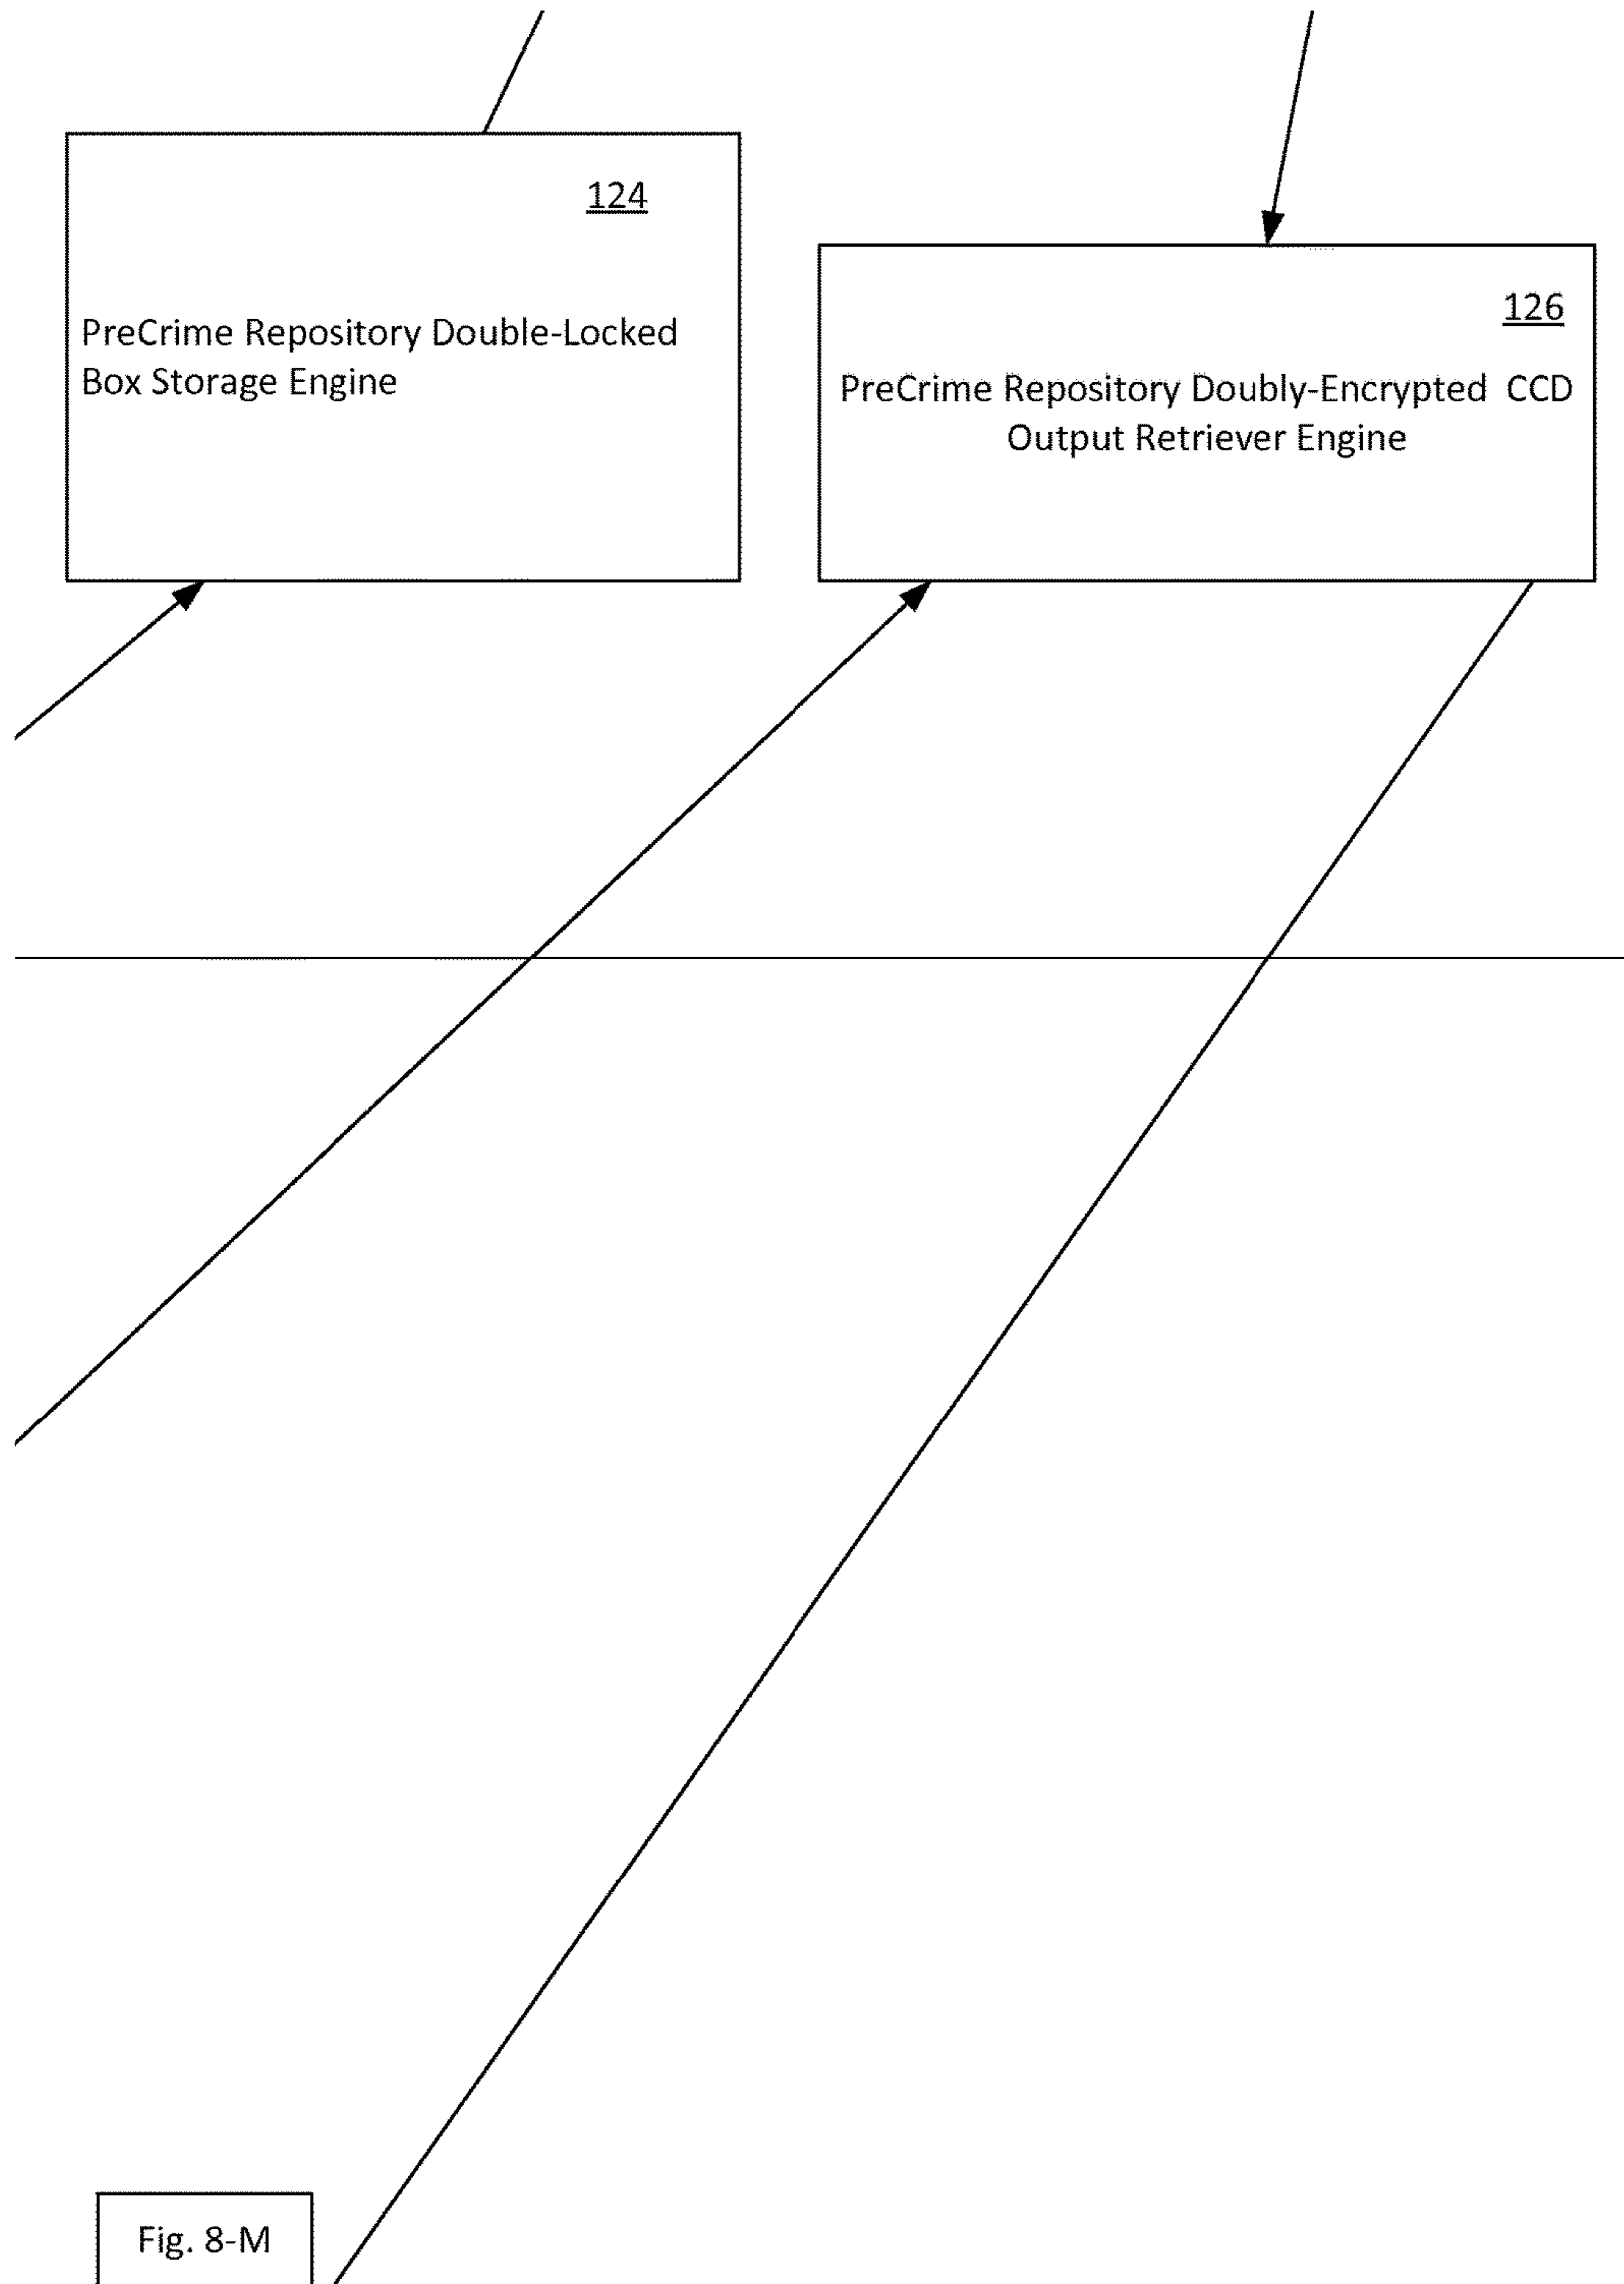 124
PreCrime Repository Double-Locked
Box Storage Engine
126
PreCrime Repository Doubly-Encrypted CCD
Output Retriever Engine
Fig. 8-M